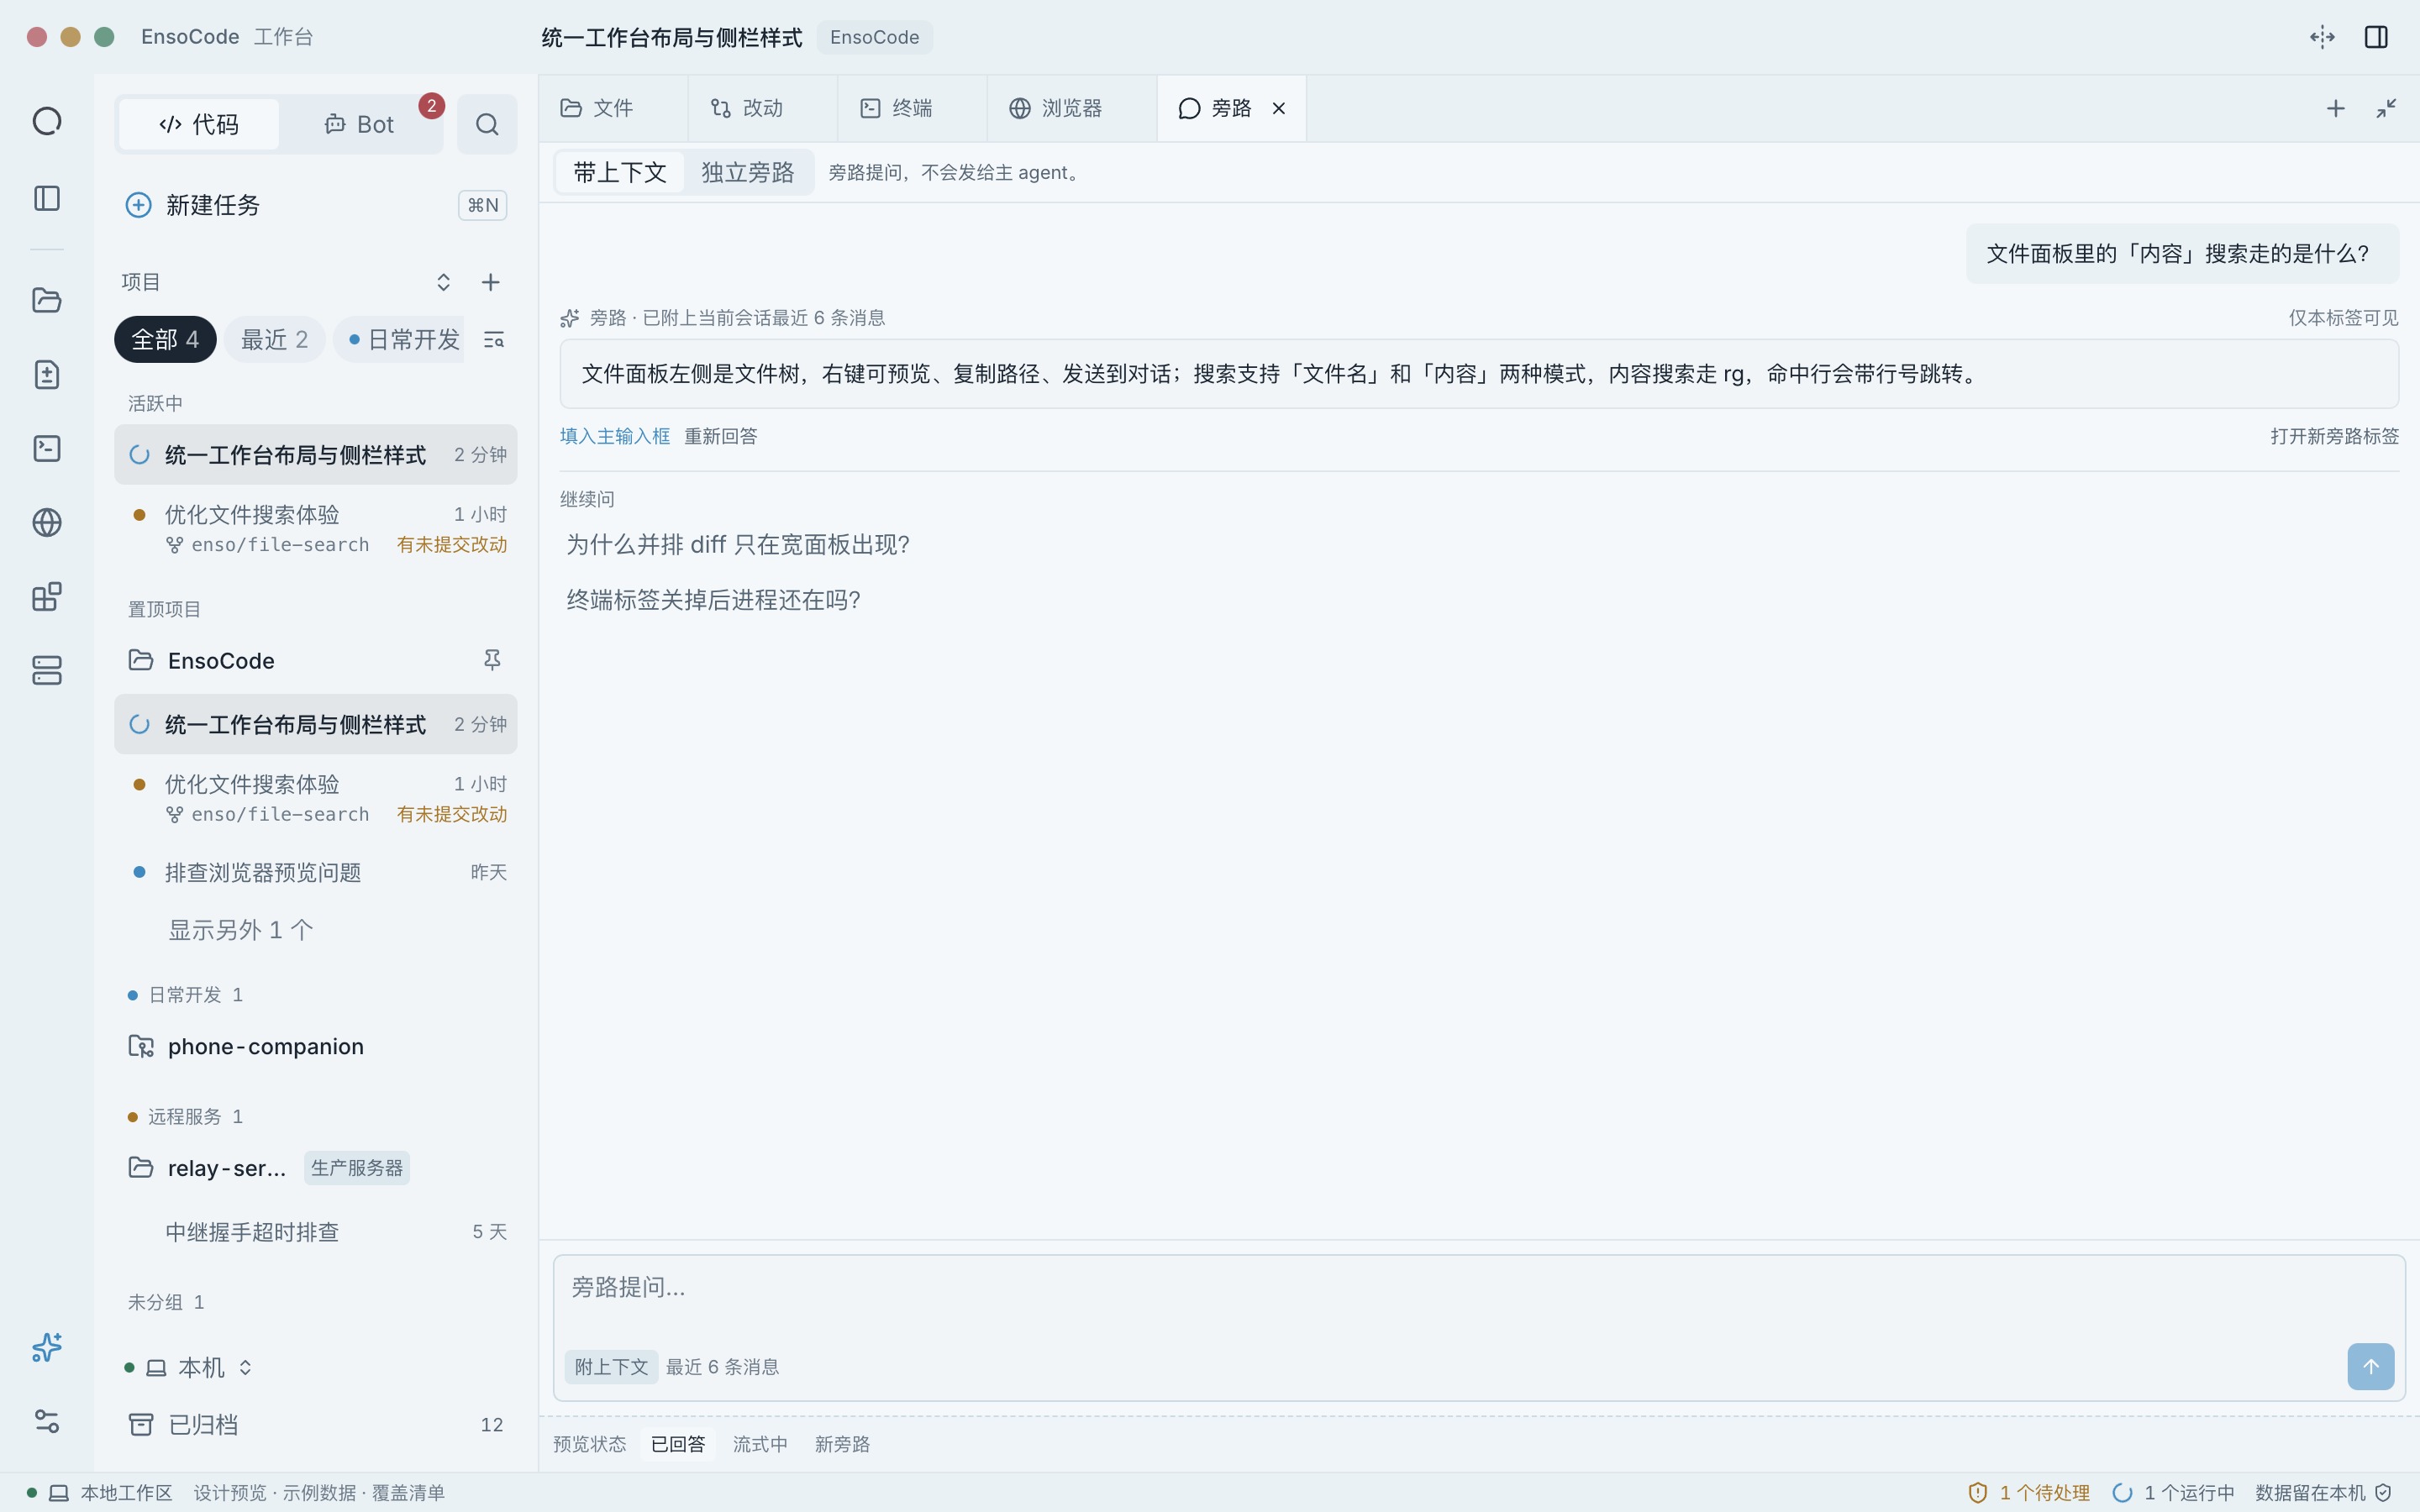 EnsoCode 工作台
统一工作台布局与侧栏样式 EnsoCode
代码 Bot 2
新建任务 ⌘N
项目
全部 4 最近 2 日常开发
活跃中
统一工作台布局与侧栏样式 2 分钟
优化文件搜索体验 1 小时
enso/file-search 有未提交改动
置顶项目
EnsoCode
统一工作台布局与侧栏样式 2 分钟
优化文件搜索体验 1 小时
enso/file-search 有未提交改动
排查浏览器预览问题 昨天
显示另外 1 个
日常开发 1
phone-companion
远程服务 1
relay-ser... 生产服务器
中继握手超时排查 5 天
未分组 1
本机
已归档 12
文件 改动 终端 浏览器 旁路
带上下文 独立旁路 旁路提问，不会发给主 agent。
文件面板里的「内容」搜索走的是什么？
旁路 · 已附上当前会话最近 6 条消息 仅本标签可见
文件面板左侧是文件树，右键可预览、复制路径、发送到对话；搜索支持「文件名」和「内容」两种模式，内容搜索走 rg，命中行会带行号跳转。
填入主输入框 重新回答 打开新旁路标签
继续问
为什么并排 diff 只在宽面板出现？
终端标签关掉后进程还在吗？
旁路提问...
附上下文 最近 6 条消息
预览状态 已回答 流式中 新旁路
本地工作区 设计预览 · 示例数据 · 覆盖清单 1 个待处理 1 个运行中 数据留在本机